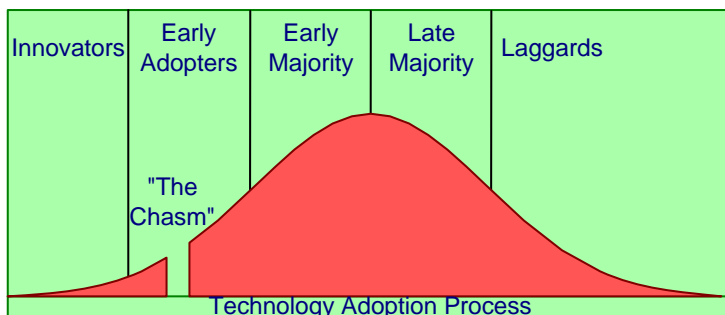 Innovators
Early
Adopters
Early
Majority
Late
Majority
Laggards
"The
Chasm"
Technology Adoption Process